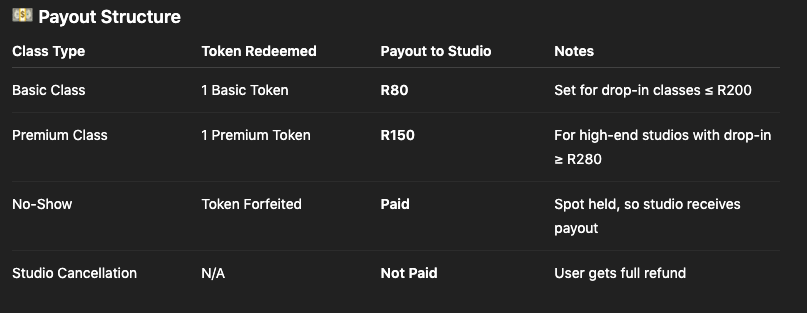 💵 Payout Structure
Class Type Token Redeemed Payout to Studio Notes
Basic Class 1 Basic Token R80 Set for drop-in classes ≤ R200
Premium Class 1 Premium Token R150 For high-end studios with drop-in
≥ R280
No-Show Token Forfeited Paid Spot held, so studio receives
payout
Studio Cancellation N/A Not Paid User gets full refund